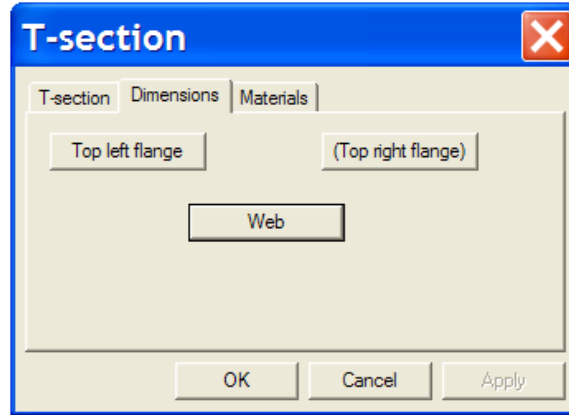 T-section
T-section Dimensions Materials
Top left flange (Top right flange)
Web
OK Cancel Apply